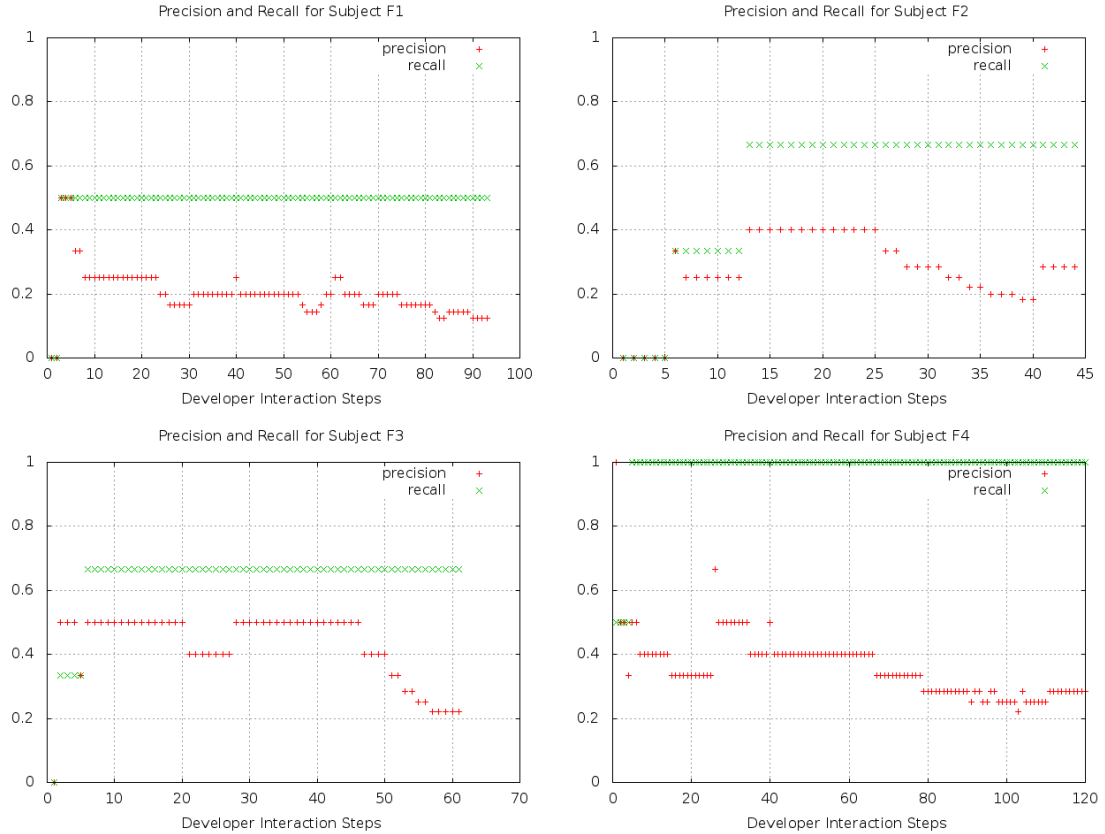 Precision and Recall for Subject F1
1
0.8
0.6
0.4
0.2
0
0 10 20 30 40 50 60 70 80 90 100
Developer Interaction Steps
precision
recall
Precision and Recall for Subject F2
1
0.8
0.6
0.4
0.2
0
0 5 10 15 20 25 30 35 40 45
Developer Interaction Steps
precision
recall
Precision and Recall for Subject F3
1
0.8
0.6
0.4
0.2
0
0 10 20 30 40 50 60 70
Developer Interaction Steps
precision
recall
Precision and Recall for Subject F4
1
0.8
0.6
0.4
0.2
0
0 20 40 60 80 100 120
Developer Interaction Steps
precision
recall